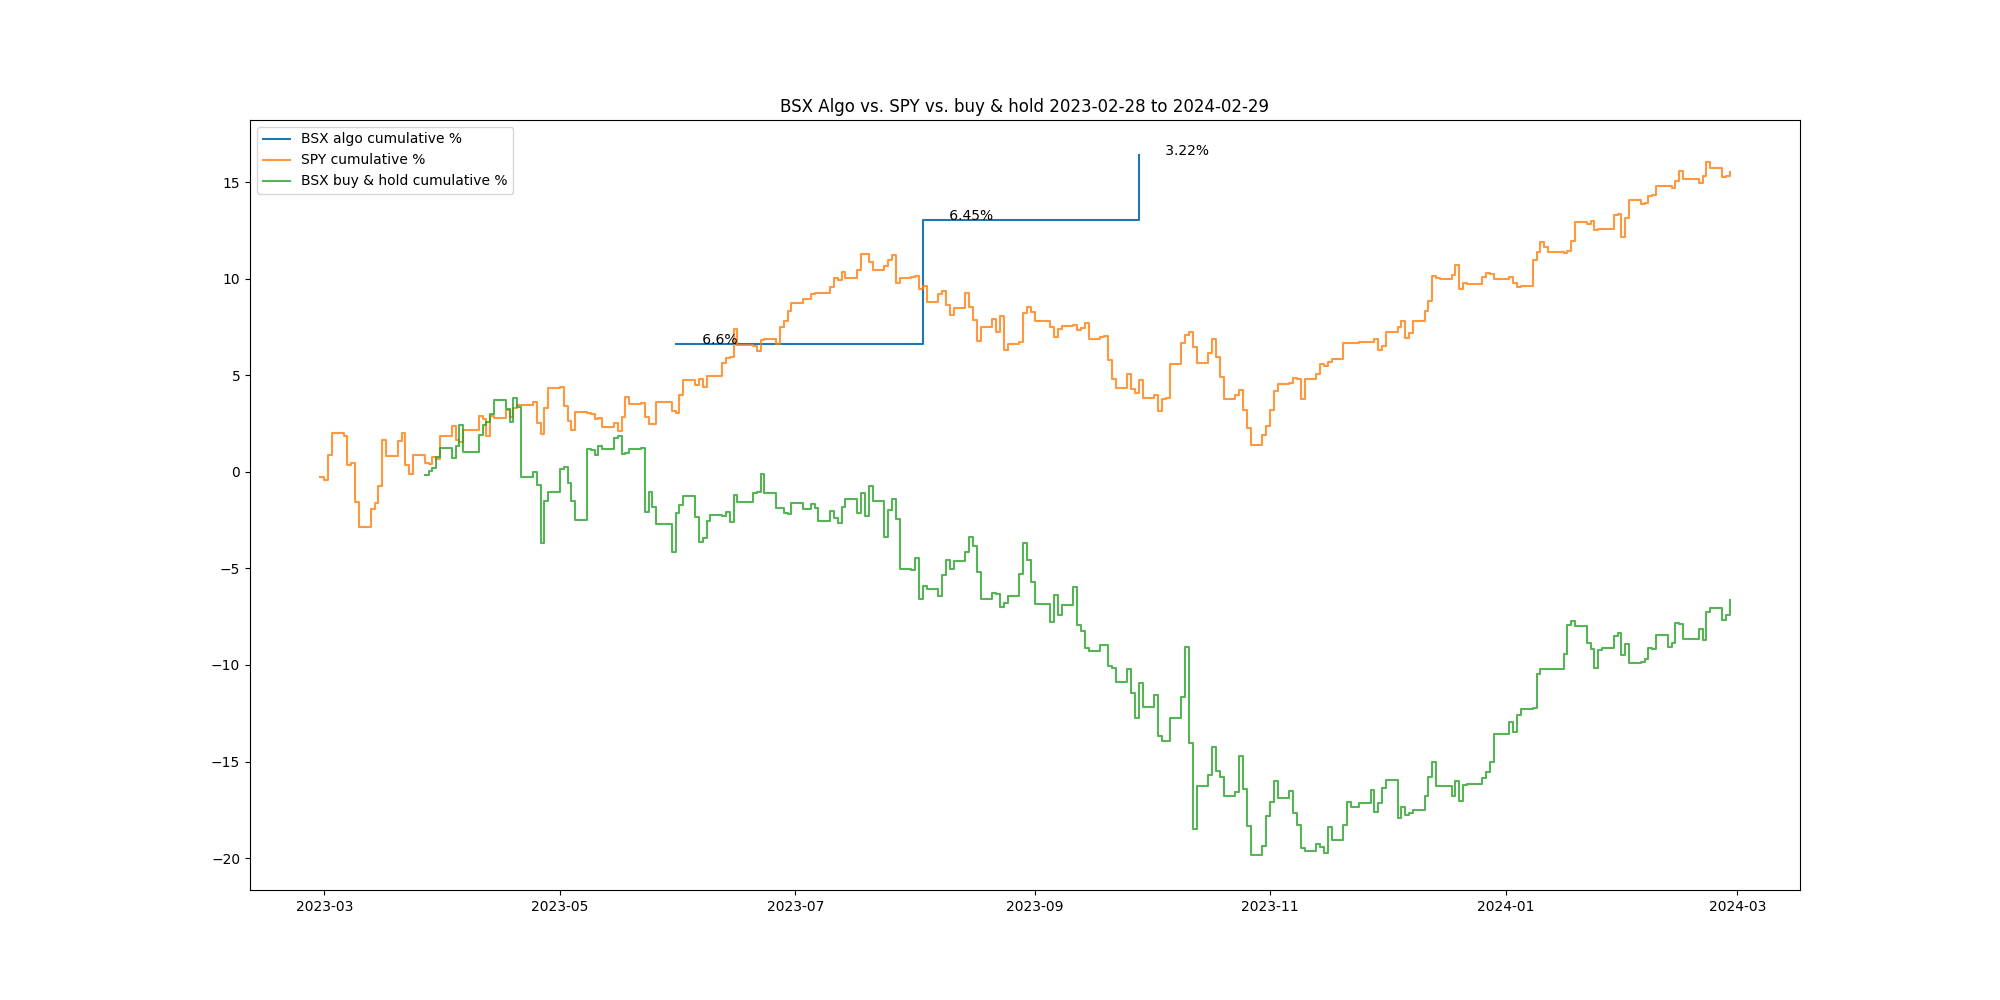 BSX Algo vs. SPY vs. buy & hold 2023-02-28 to 2024-02-29
BSX algo cumulative %
SPY cumulative %
BSX buy & hold cumulative %
3.22%
6.45%
6.6%
15
10
5
0
−5
−10
−15
−20
2023-03 2023-05 2023-07 2023-09 2023-11 2024-01 2024-03